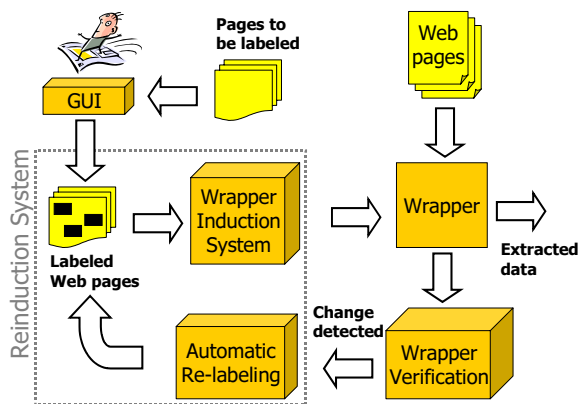 Pages to
be labeled
Web
pages
GUI
Reinduction System
Wrapper
Induction
System
Wrapper
Labeled
Web pages
Extracted
data
Change
detected
Automatic
Re-labeling
Wrapper
Verification